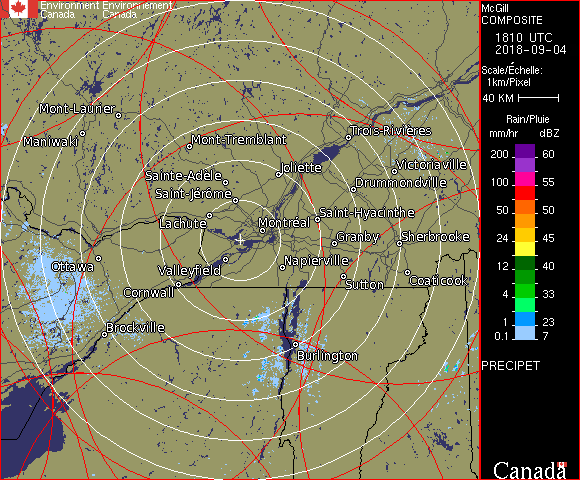 Environment Environnement
Canada Canada
McGill
COMPOSITE
1810 UTC
2018-09-04
Scale/Échelle:
1km/Pixel
40 KM
Rain/Pluie
mm/hr dBZ
200 60
100 55
50 50
24 45
12 40
4 33
1 23
0.1 7
PRECIPET
Canada
Mont-Laurier
Maniwaki
Mont-Tremblant
Trois-Rivières
Joliette
Victoriaville
Sainte-Adèle
Saint-Jérôme
Drummondville
Lachute
Montréal
Saint-Hyacinthe
Granby
Sherbrooke
Ottawa
Valleyfield
Napierville
Cornwall
Sutton
Coaticook
Brockville
Burlington